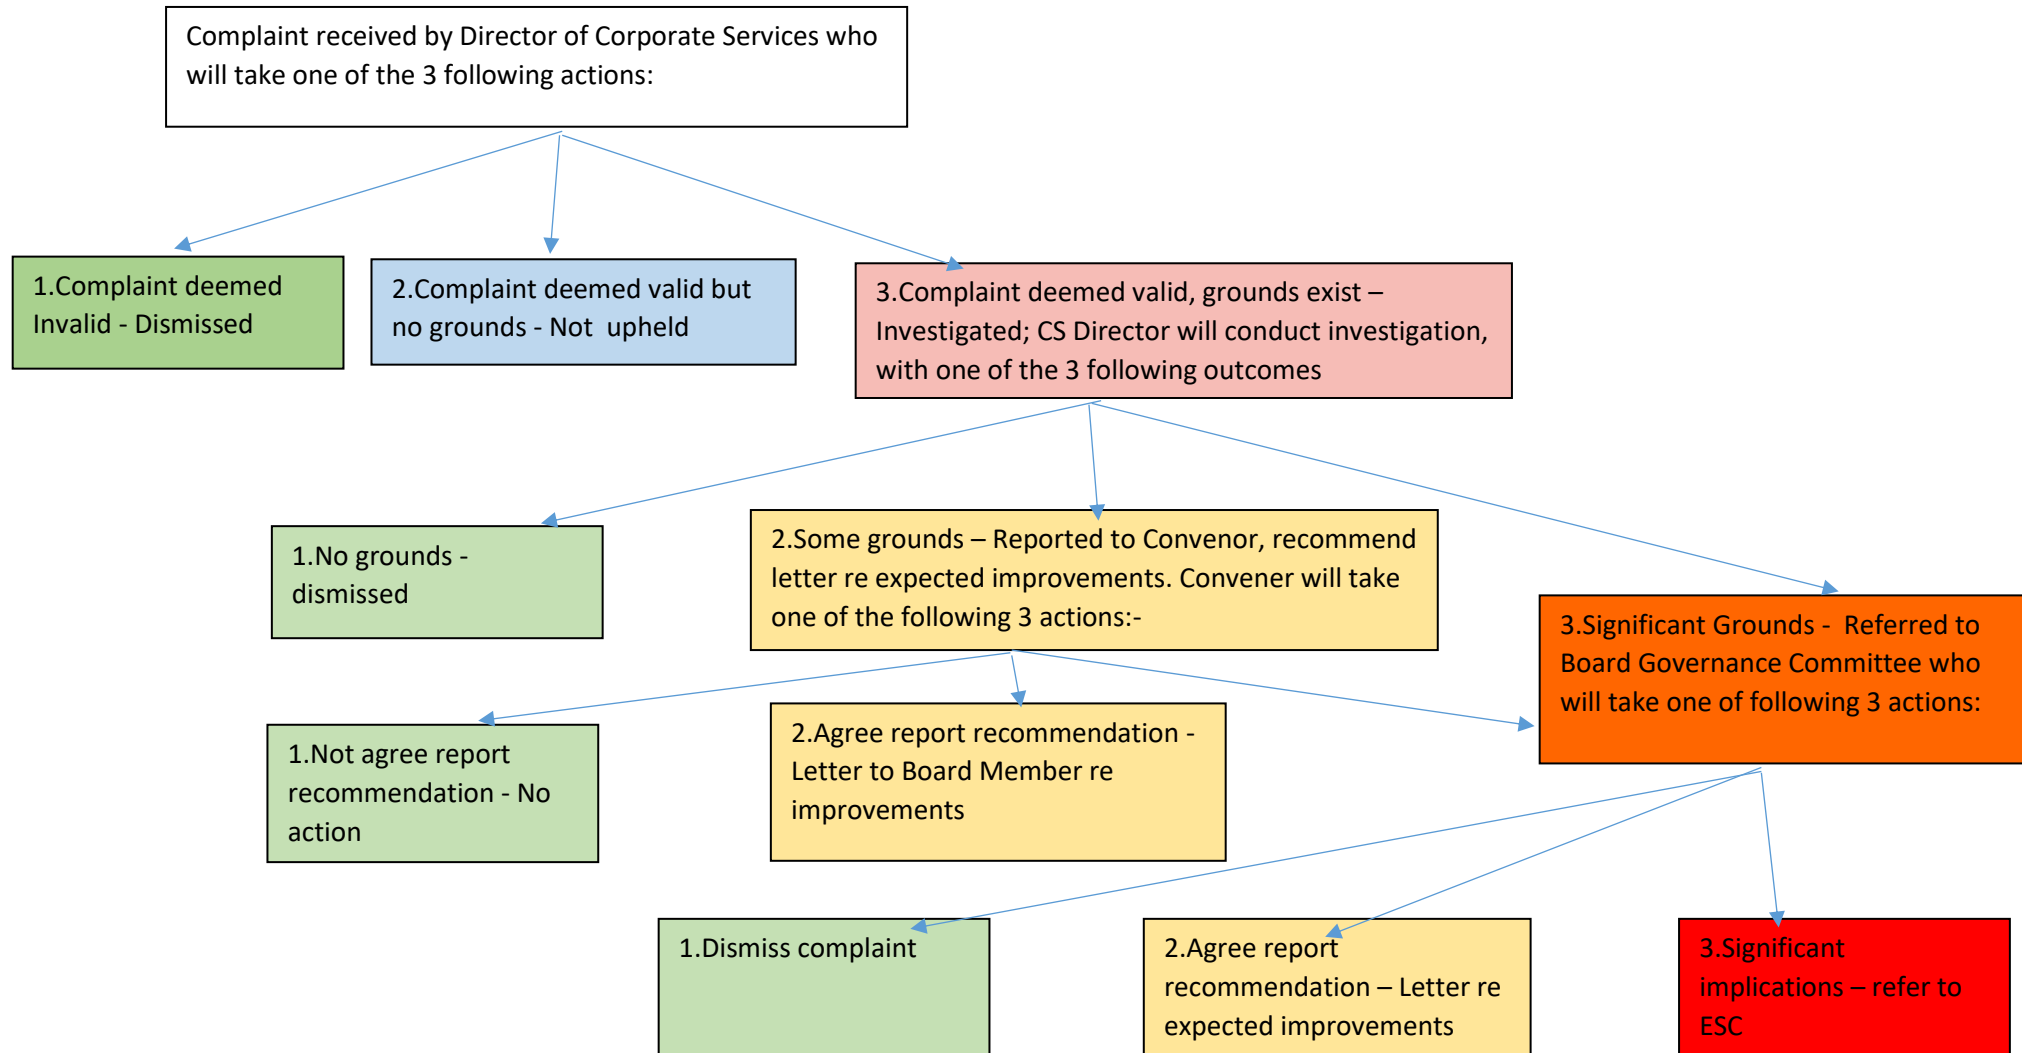 Complaint received by Director of Corporate Services who
will take one of the 3 following actions:
1.Complaint deemed
Invalid - Dismissed
2.Complaint deemed valid but
no grounds - Not  upheld
3.Complaint deemed valid, grounds exist –
Investigated; CS Director will conduct investigation,
with one of the 3 following outcomes
1.No grounds -
dismissed
2.Some grounds – Reported to Convenor, recommend
letter re expected improvements. Convener will take
one of the following 3 actions:-
3.Significant Grounds -  Referred to
Board Governance Committee who
will take one of following 3 actions:
1.Not agree report
recommendation - No
action
2.Agree report recommendation -
Letter to Board Member re
improvements
1.Dismiss complaint
2.Agree report
recommendation – Letter re
expected improvements
3.Significant
implications – refer to
ESC